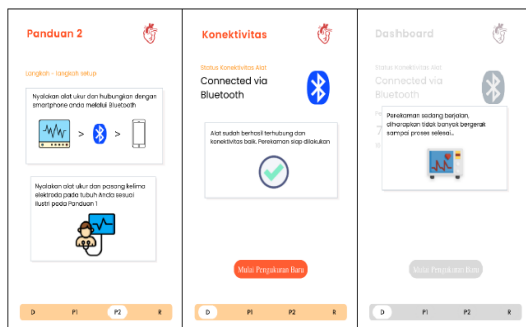 Panduan 2
Langkah - langkah setup
Nyalakan alat ukur dan hubungkan dengan
smartphone anda melalui Bluetooth
>
>
Nyalakan alat ukur dan pasang kelima
elektroda pada tubuh Anda sesuai
ilustri pada Panduan 1
D P1 P2 R
Konektivitas
Status Konektivitas Alat
Connected via
Bluetooth
Alat sudah berhasil terhubung dan
konektivitas baik. Perekaman siap dilakukan
Mulai Pengukuran Baru
D P1 P2 R
Dashboard
Status Konektivitas Alat
Connected via
Bluetooth
Perekaman sedang berjalan,
diharapkan tidak banyak bergerak
sampai proses selesai..
Mulai Pengukuran Baru
D P1 P2 R